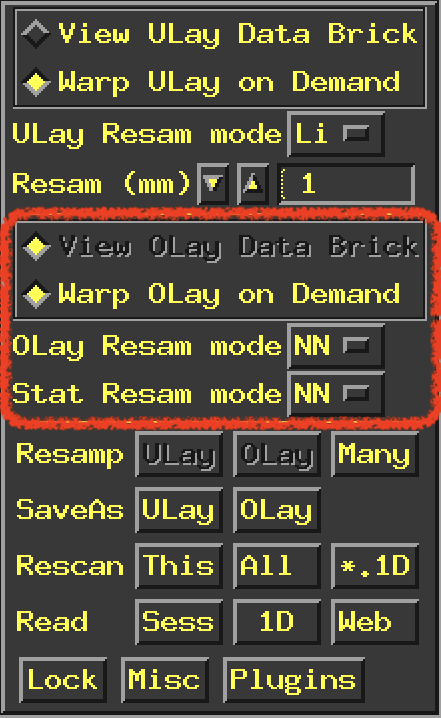 View ULay Data Brick
Warp ULay on Demand
ULay Resam mode Li
Resam (mm) 1
View OLay Data Brick
Warp OLay on Demand
OLay Resam mode NN
Stat Resam mode NN
Resamp ULay OLay Many
SaveAs ULay OLay
Rescan This All *.1D
Read Sess 1D Web
Lock Misc Plugins